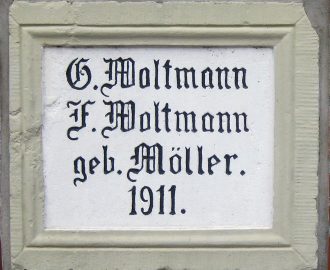 G. Woltmann
F. Woltmann
geb. Möller.
1911.